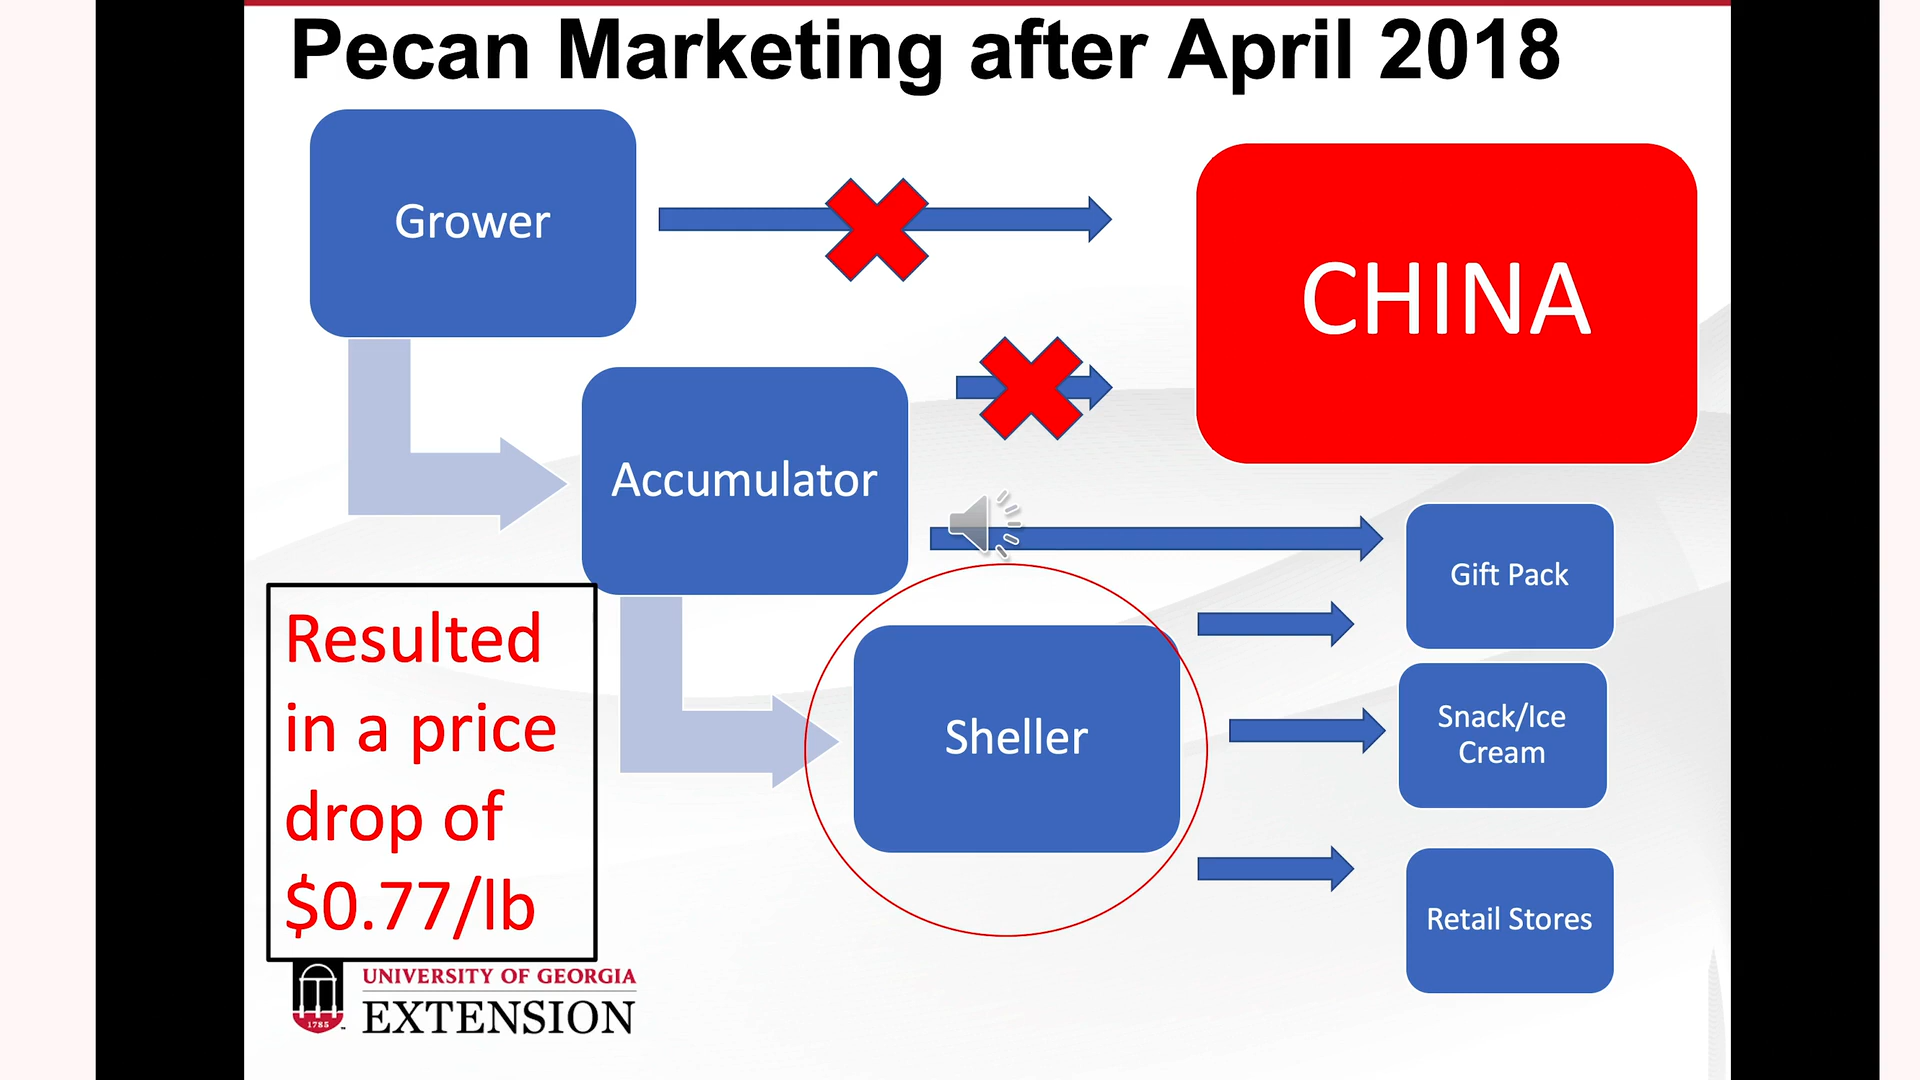 Pecan Marketing after April 2018
Grower
CHINA
Accumulator
Gift Pack
Resulted
in a price
drop of
$0.77/lb
Sheller
Snack/Ice
Cream
Retail Stores
UNIVERSITY OF GEORGIA
EXTENSION
1785